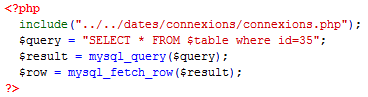 <?php
include("../../dates/connexions/connexions.php");
$query = "SELECT * FROM $table where id=35";
$result = mysql_query($query);
$row = mysql_fetch_row($result);
?>